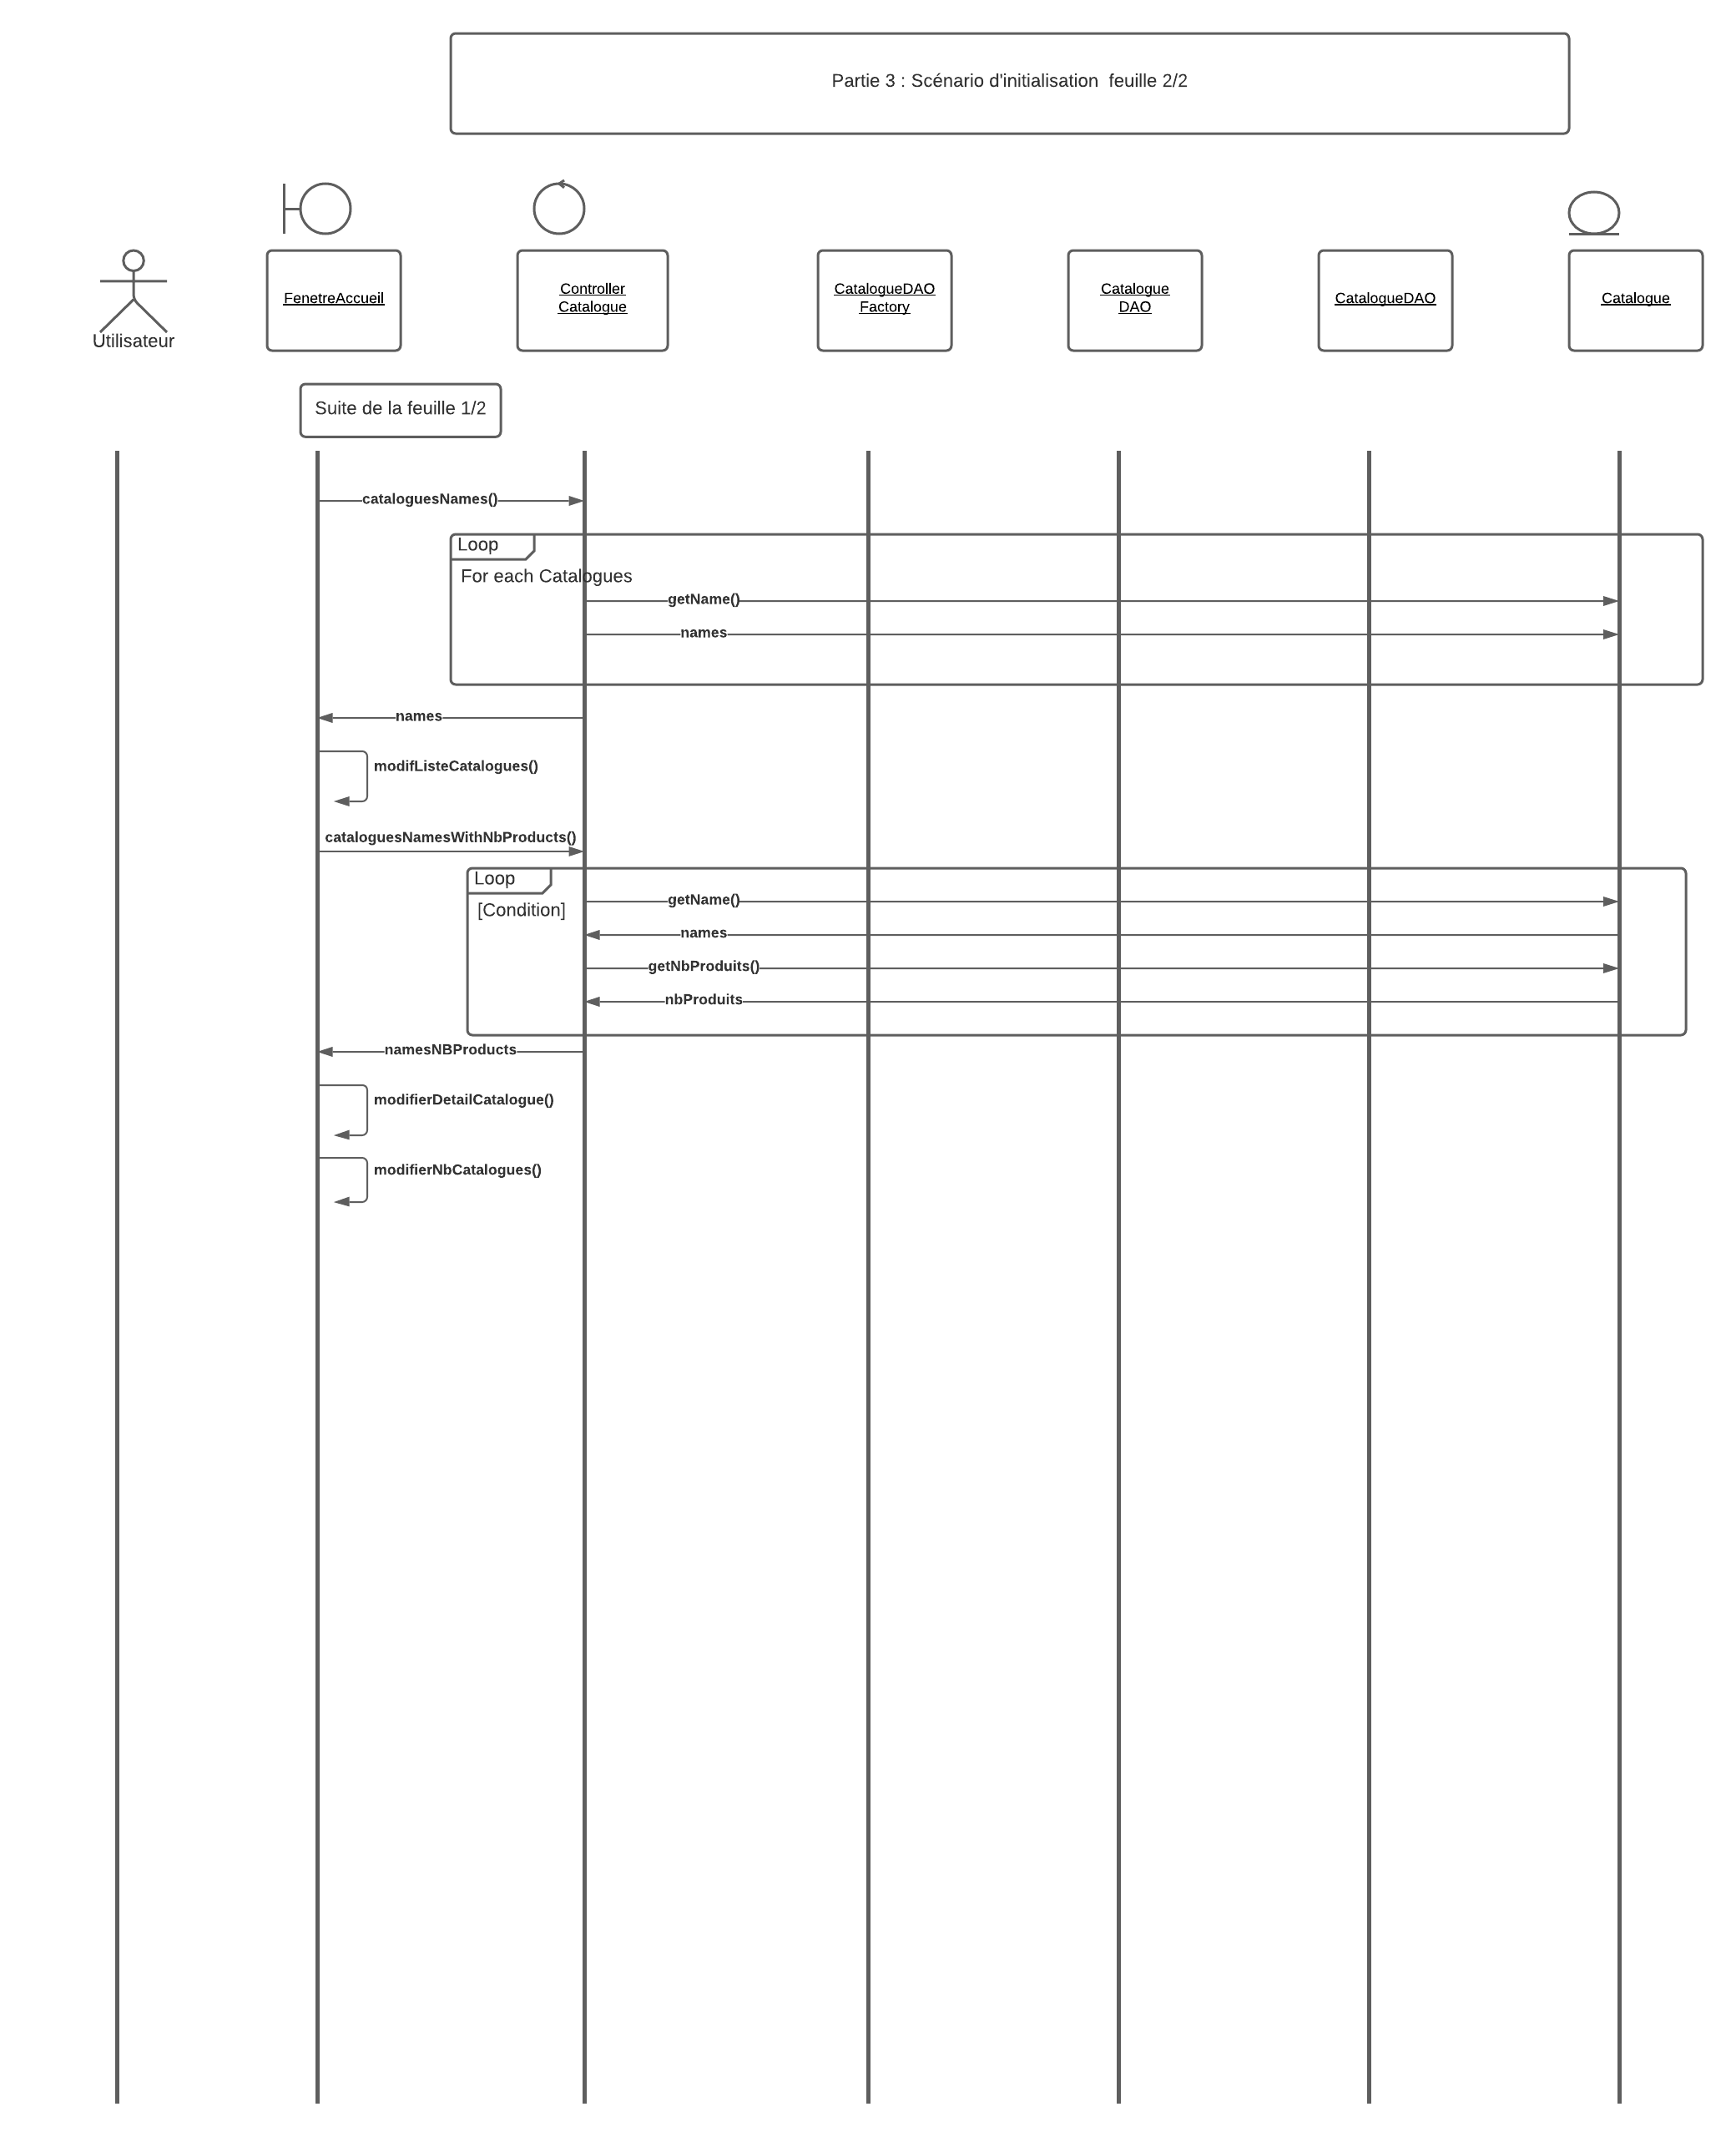 Partie 3 : Scénario d'initialisation  feuille 2/2
Utilisateur
FenetreAccueil
Controller
Catalogue
CatalogueDAO
Factory
Catalogue
DAO
CatalogueDAO
Catalogue
Suite de la feuille 1/2
cataloguesNames()
Loop
For each Catalogues
getName()
names
names
modifListeCatalogues()
cataloguesNamesWithNbProducts()
Loop
[Condition]
getName()
names
getNbProduits()
nbProduits
namesNBProducts
modifierDetailCatalogue()
modifierNbCatalogues()